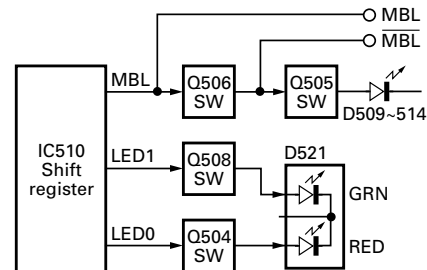 MBL
M̅B̅L̅
MBL
Q506
SW
Q505
SW
D509~514
IC510
Shift
register
LED1
Q508
SW
D521
GRN
LED0
Q504
SW
RED